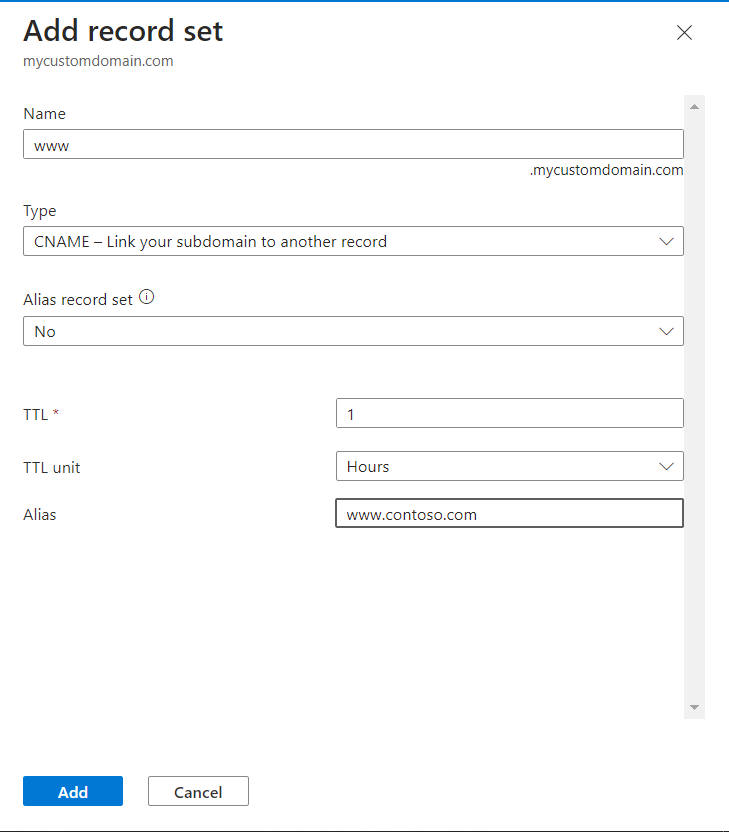 Add record set
mycustomdomain.com
Name
www
.mycustomdomain.com
Type
CNAME – Link your subdomain to another record
Alias record set
No
TTL * 1
TTL unit Hours
Alias www.contoso.com
Add Cancel